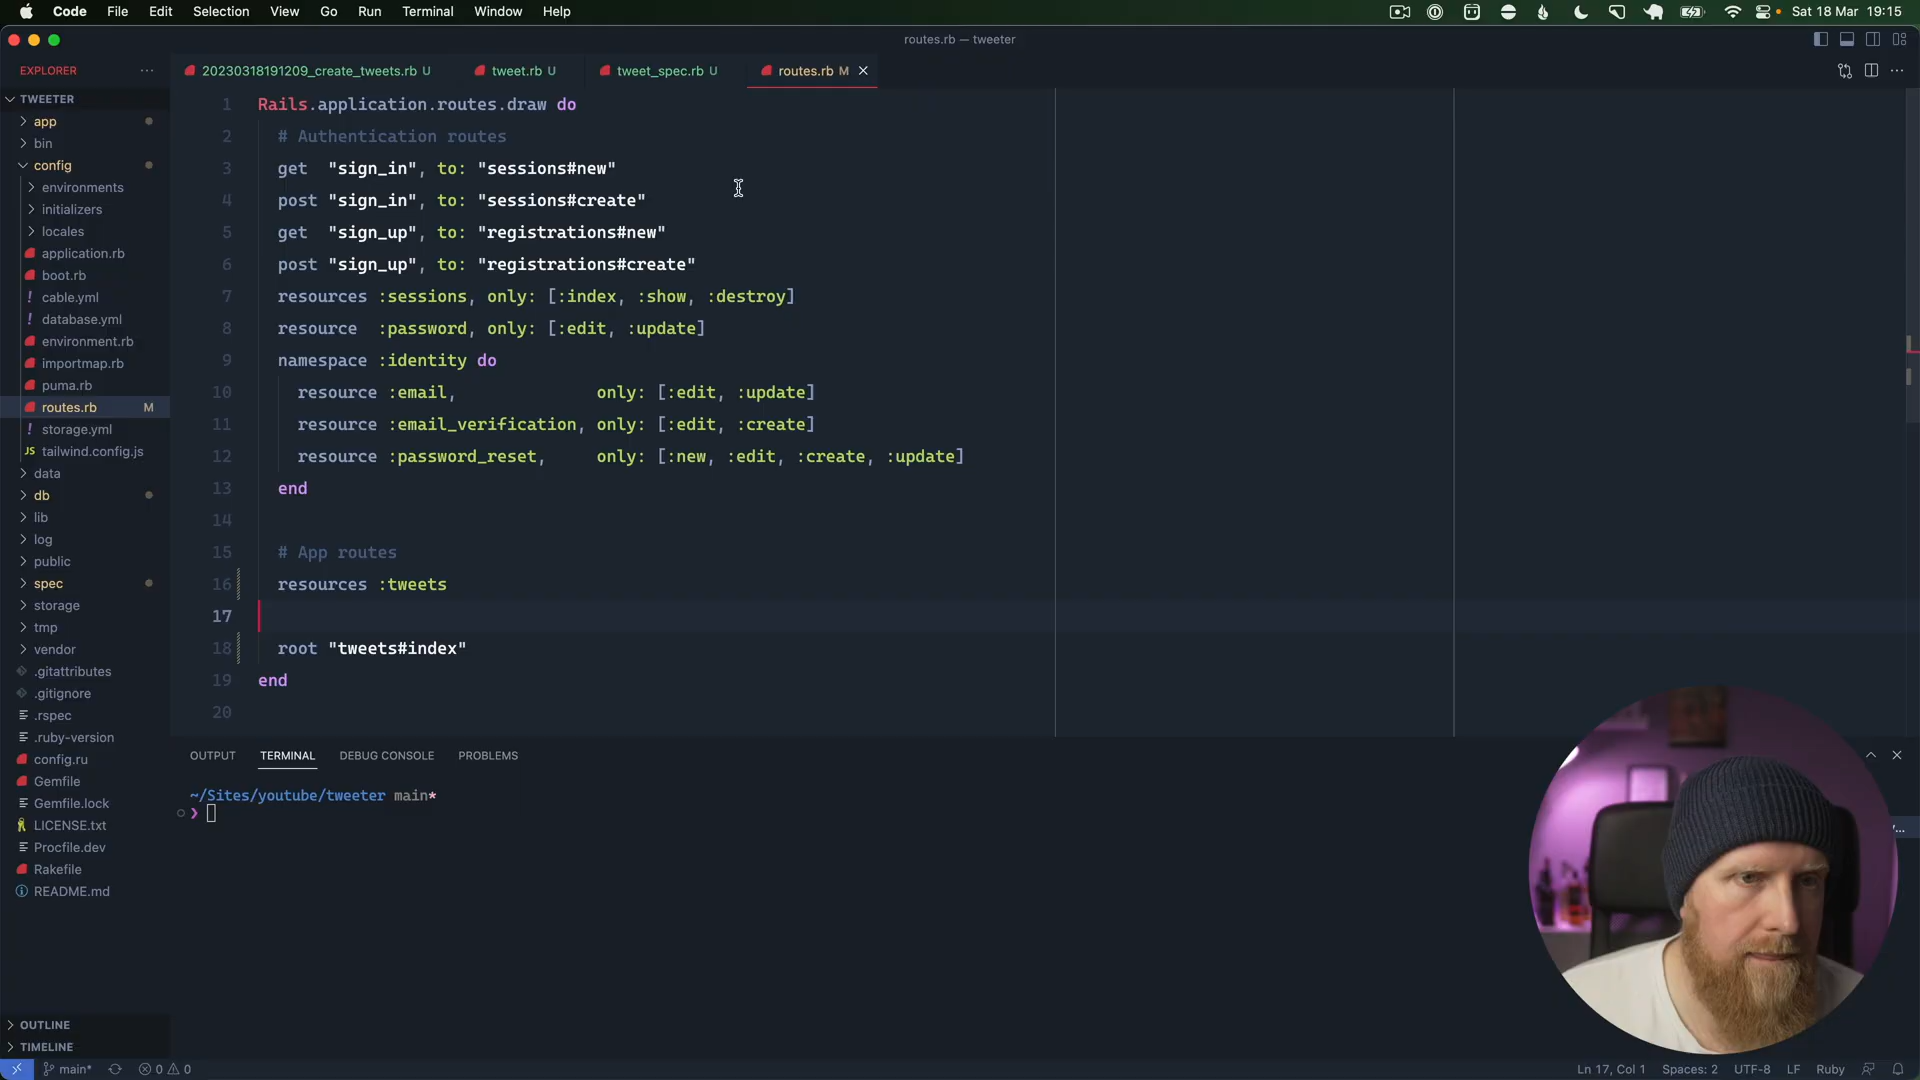 Code File Edit Selection View Go Run Terminal Window Help
Sat 18 Mar 19:15
routes.rb — tweeter
EXPLORER
20230318191209_create_tweets.rb U
tweet.rb U
tweet_spec.rb U
routes.rb M
TWEETER
app
bin
config
environments
initializers
locales
application.rb
boot.rb
cable.yml
database.yml
environment.rb
importmap.rb
puma.rb
routes.rb M
storage.yml
JS tailwind.config.js
data
db
lib
log
public
spec
storage
tmp
vendor
.gitattributes
.gitignore
.rspec
.ruby-version
config.ru
Gemfile
Gemfile.lock
LICENSE.txt
Procfile.dev
Rakefile
README.md
OUTLINE
TIMELINE
1 Rails.application.routes.draw do
2 # Authentication routes
3 get "sign_in", to: "sessions#new"
4 post "sign_in", to: "sessions#create"
5 get "sign_up", to: "registrations#new"
6 post "sign_up", to: "registrations#create"
7 resources :sessions, only: [:index, :show, :destroy]
8 resource :password, only: [:edit, :update]
9 namespace :identity do
10 resource :email, only: [:edit, :update]
11 resource :email_verification, only: [:edit, :create]
12 resource :password_reset, only: [:new, :edit, :create, :update]
13 end
14
15 # App routes
16 resources :tweets
17
18 root "tweets#index"
19 end
20
OUTPUT TERMINAL DEBUG CONSOLE PROBLEMS
~/Sites/youtube/tweeter main*
❯
main* 0 0
Ln 17, Col 1 Spaces: 2 UTF-8 LF Ruby